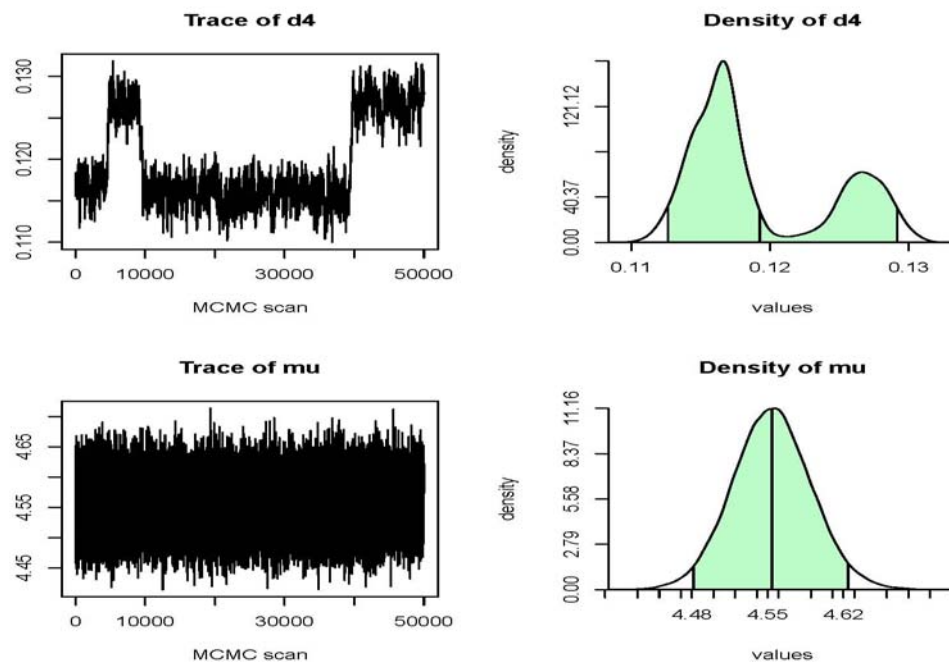 Trace of d4
0.130
0.120
0.110
0
10000
30000
50000
MCMC scan
Density of d4
density
121.12
40.37
0.00
0.11
0.12
0.13
values
Trace of mu
4.65
4.55
4.45
0
10000
30000
50000
MCMC scan
Density of mu
density
11.16
8.37
5.58
2.79
0.00
4.48
4.55
4.62
values